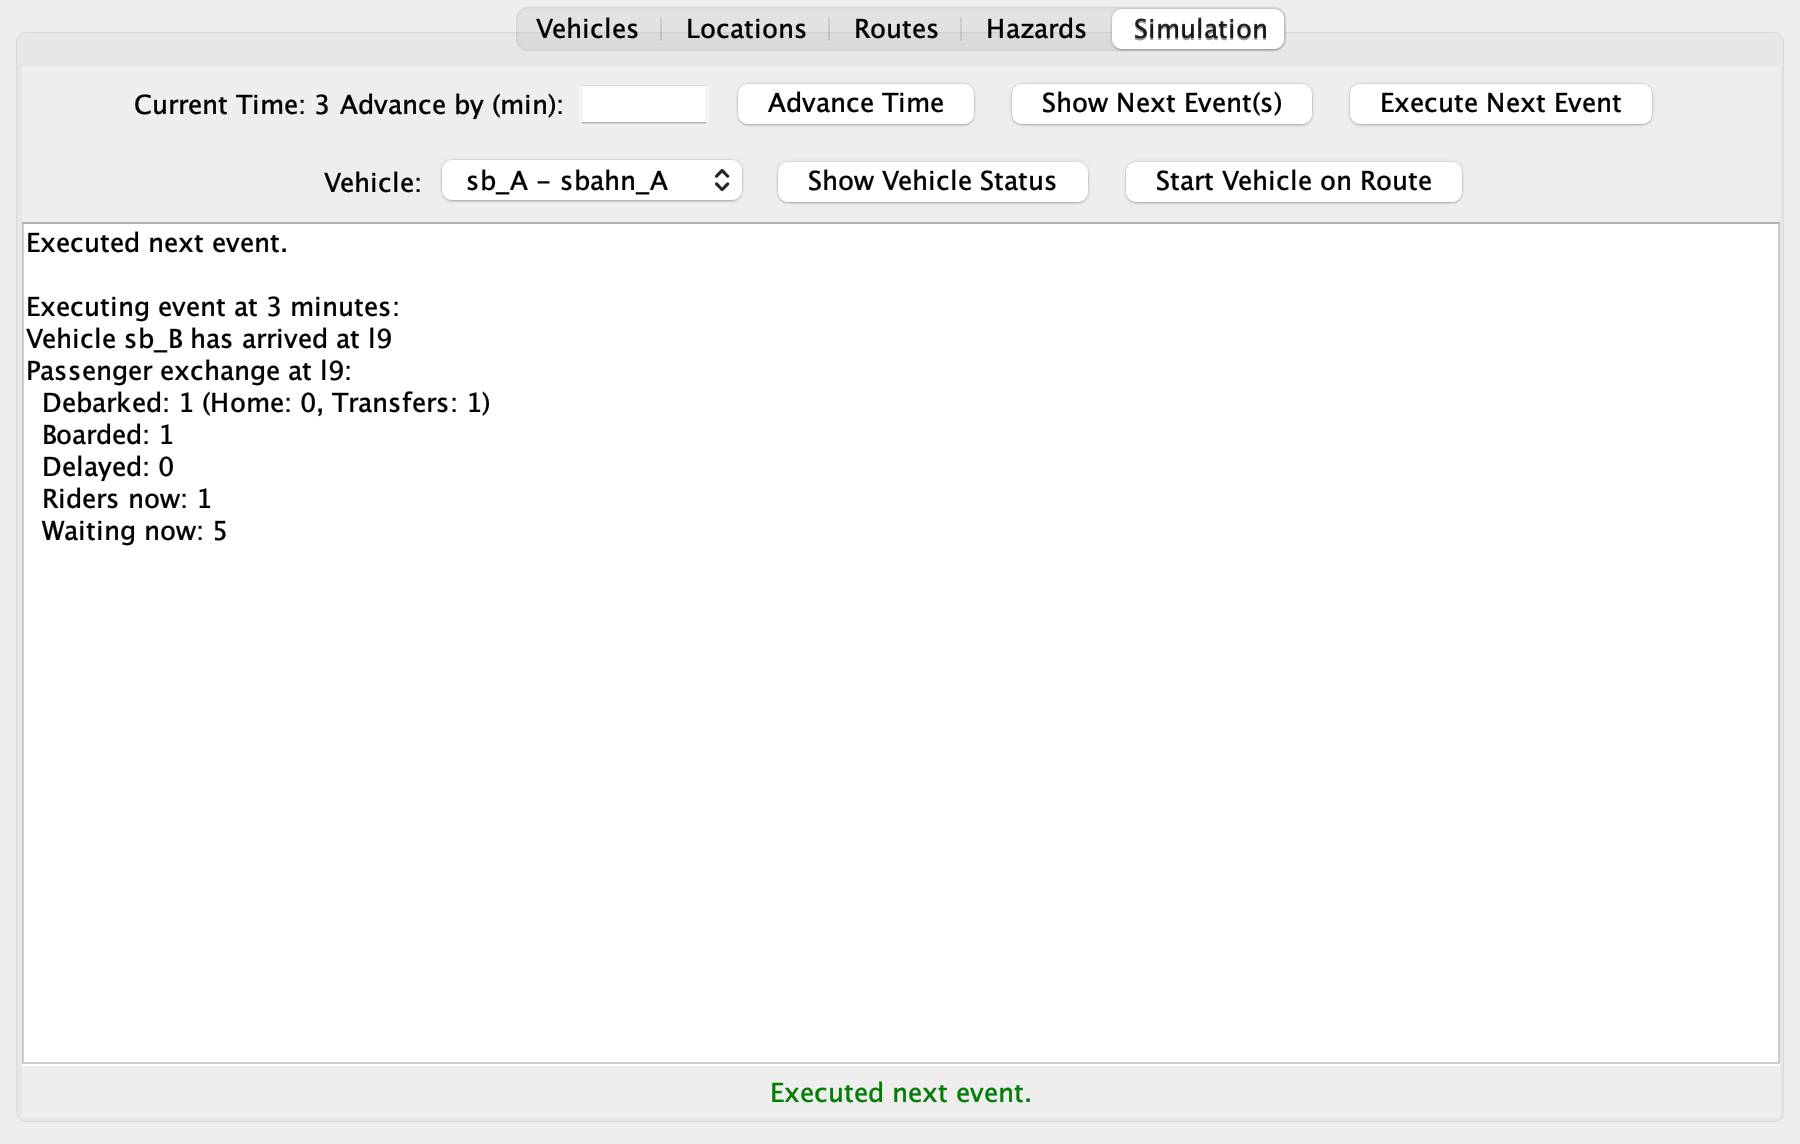 Vehicles Locations Routes Hazards Simulation
Current Time: 3 Advance by (min): Advance Time Show Next Event(s) Execute Next Event
Vehicle: sb_A - sbahn_A Show Vehicle Status Start Vehicle on Route
Executed next event.
Executing event at 3 minutes:
Vehicle sb_B has arrived at l9
Passenger exchange at l9:
Debarked: 1 (Home: 0, Transfers: 1)
Boarded: 1
Delayed: 0
Riders now: 1
Waiting now: 5
Executed next event.